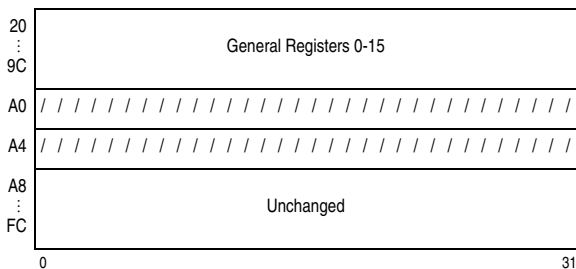 20
⋮
9C
General Registers 0-15
A0 / / / / / / / / / / / / / / / / / / / / / / / / / / / / / / / /
A4 / / / / / / / / / / / / / / / / / / / / / / / / / / / / / / / /
A8
⋮
FC
Unchanged
0 31